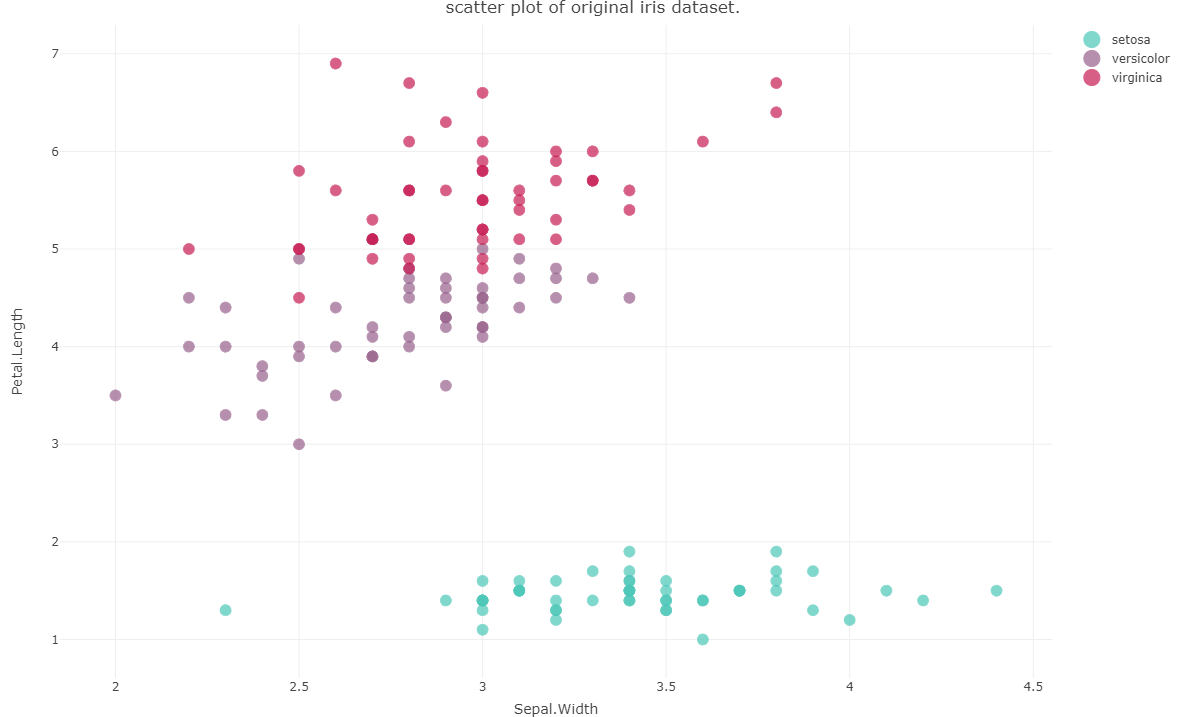 scatter plot of original iris dataset.
setosa
versicolor
virginica
7
6
5
4
3
2
1
Petal.Length
2
2.5
3
3.5
4
4.5
Sepal.Width